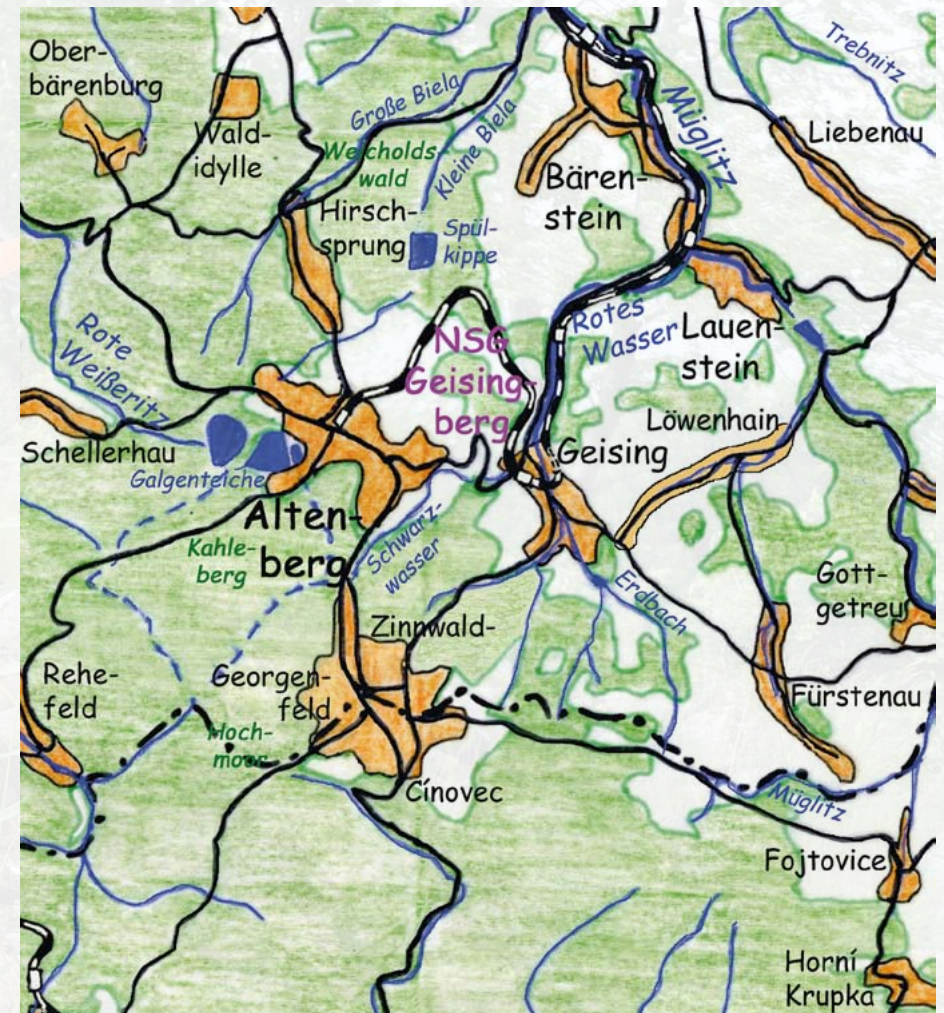 Ober-
bärenburg
Wald-
idylle
Große Biela
Kleine Biela
Weicholds-
wald
Müglitz
Trebnitz
Liebenau
Bären-
stein
Hirsch-
sprung
Spül-
kippe
Rote
Weißeritz
NSG
Geising-
berg
Rotes
Wasser
Lauen-
stein
Löwenhain
Schellerhau
Galgenteiche
Geising
Alten-
berg
Kahle-
berg
Schwarz-
wasser
Erdbach
Gott-
getreu
Zinnwald-
Georgen-
feld
Rehe-
feld
Hoch-
moor
Fürstenau
Cínovec
Müglitz
Fojtovice
Horní
Krupka